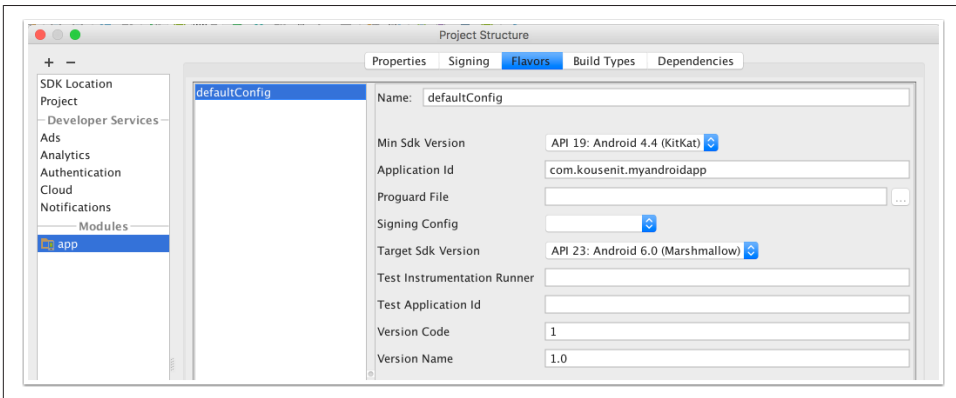 Project Structure
+ −
Properties Signing Flavors Build Types Dependencies
SDK Location
Project
Developer Services
Ads
Analytics
Authentication
Cloud
Notifications
Modules
app
defaultConfig
Name: defaultConfig
Min Sdk Version API 19: Android 4.4 (KitKat)
Application Id com.kousenit.myandroidapp
Proguard File ...
Signing Config
Target Sdk Version API 23: Android 6.0 (Marshmallow)
Test Instrumentation Runner
Test Application Id
Version Code 1
Version Name 1.0